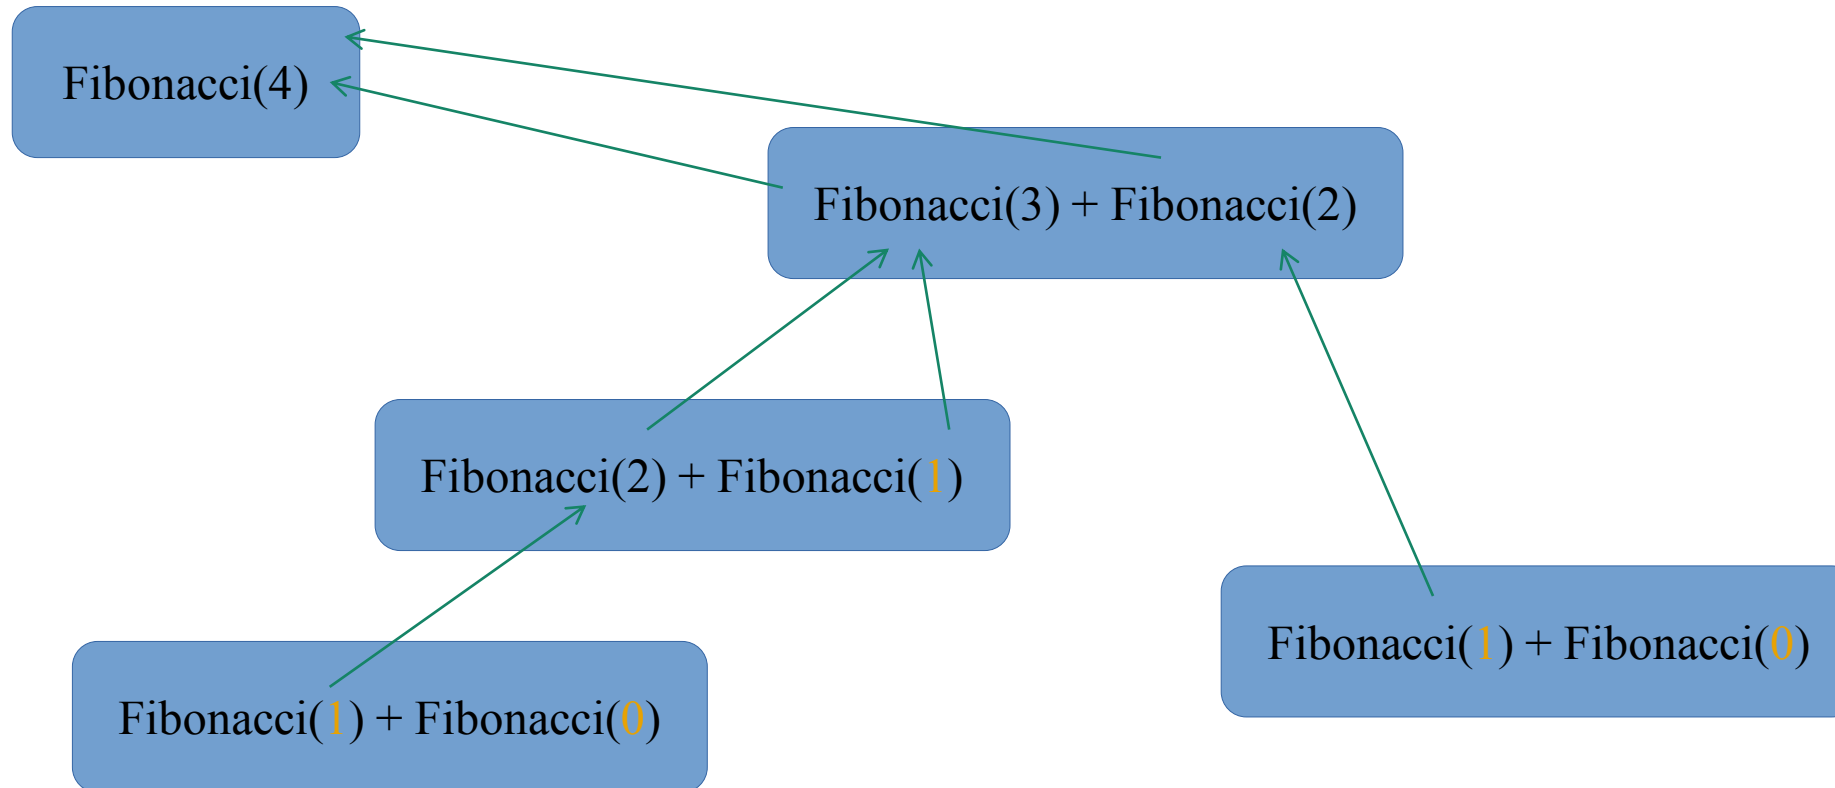 Fibonacci(4)
Fibonacci(3) + Fibonacci(2)
Fibonacci(2) + Fibonacci(1)
Fibonacci(1) + Fibonacci(0)
Fibonacci(1) + Fibonacci(0)